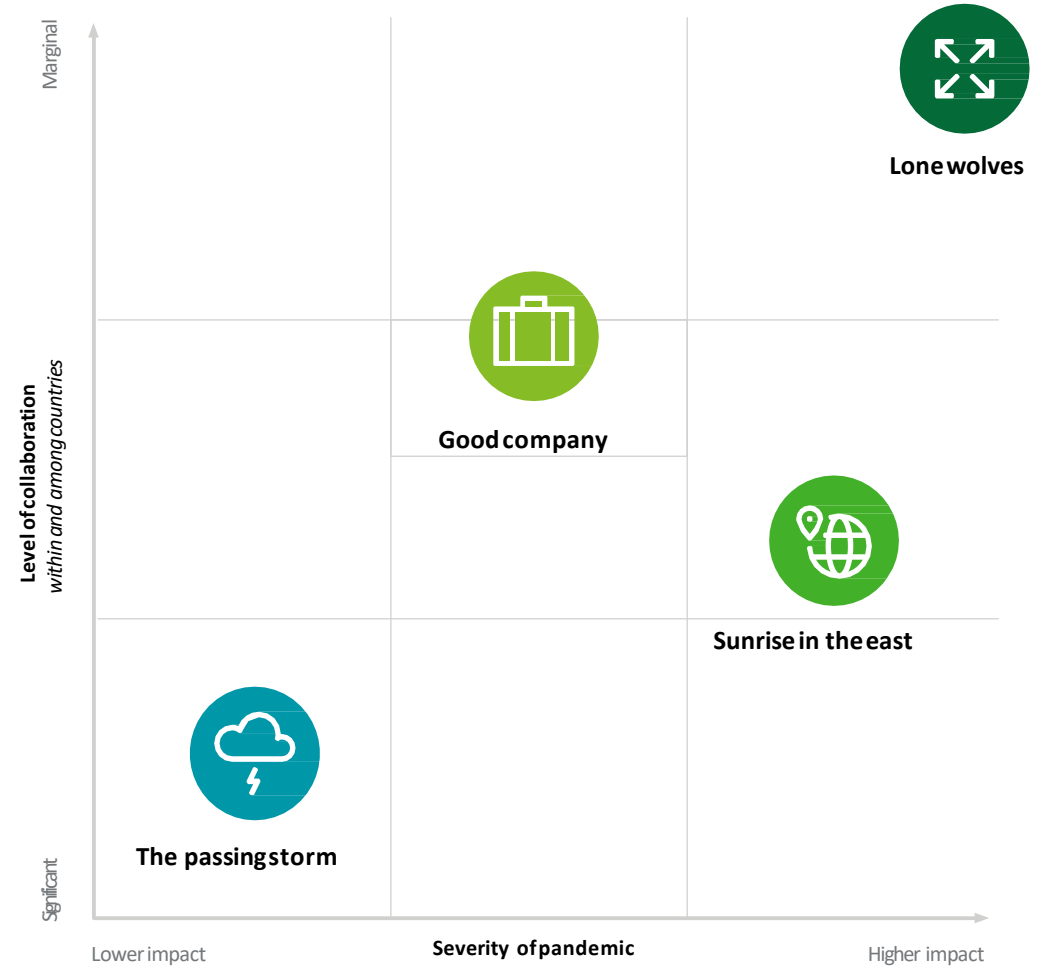 Marginal
Lone wolves
Good company
Level of collaboration
within and among countries
Sunrise in the east
The passing storm
Significant
Lower impact
Severity of pandemic
Higher impact